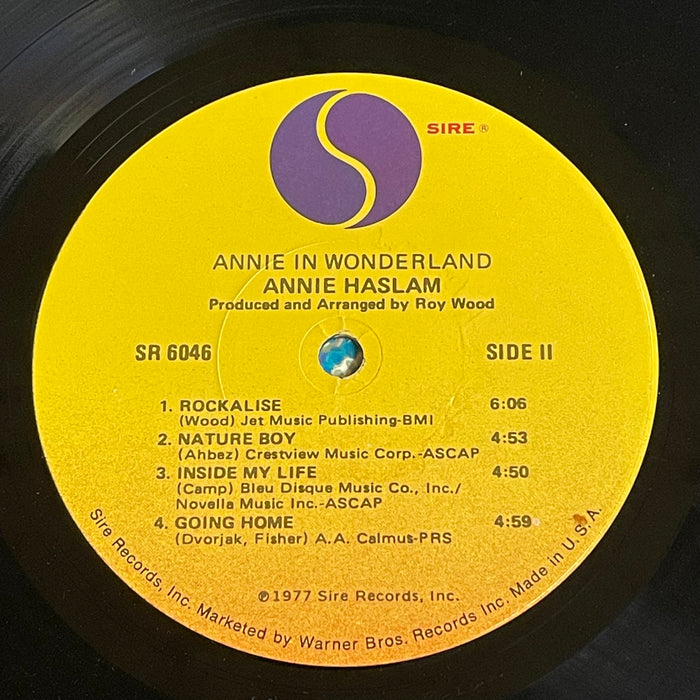 SIRE ®
ANNIE IN WONDERLAND
ANNIE HASLAM
Produced and Arranged by Roy Wood
SR 6046 SIDE II
1. ROCKALISE 6:06
(Wood) Jet Music Publishing-BMI
2. NATURE BOY 4:53
(Ahbez) Crestview Music Corp.-ASCAP
3. INSIDE MY LIFE 4:50
(Camp) Bleu Disque Music Co., Inc./
Novella Music Inc.-ASCAP
4. GOING HOME 4:59
(Dvorjak, Fisher) A.A. Calmus-PRS
℗1977 Sire Records, Inc.
Sire Records, Inc. Marketed by Warner Bros. Records Inc. Made in U.S.A.